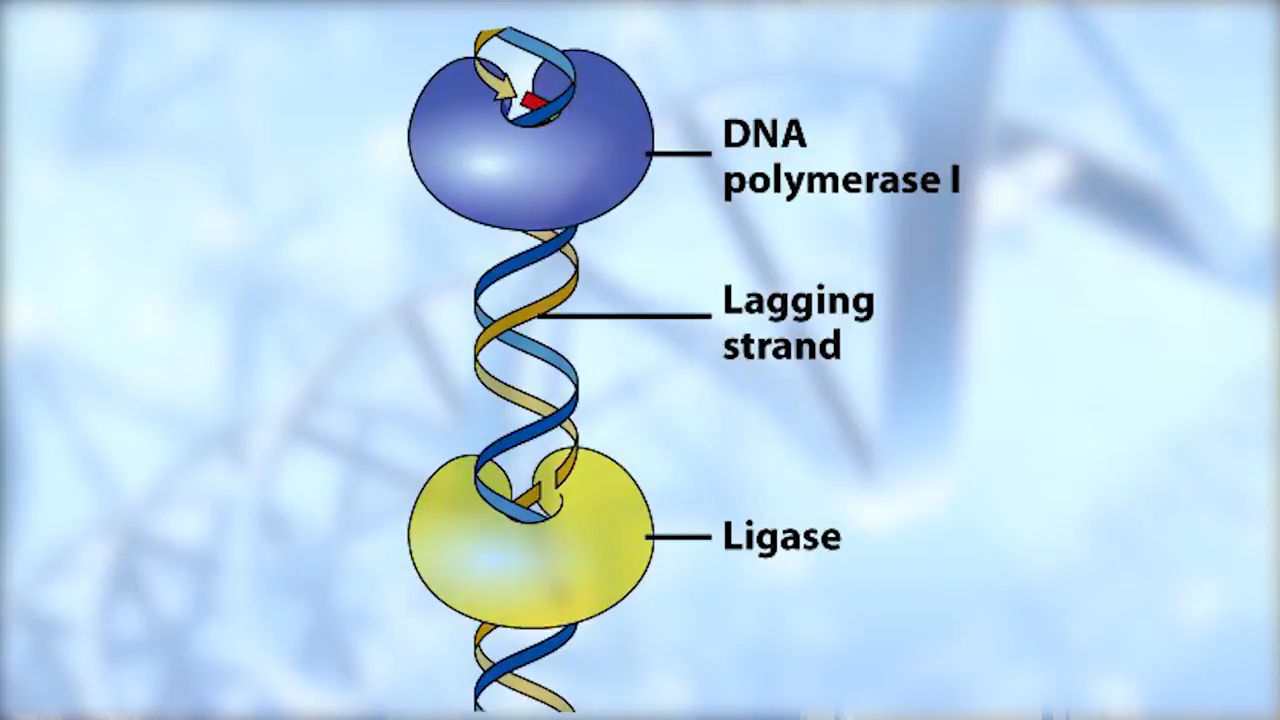 DNA
polymerase I
Lagging
strand
Ligase